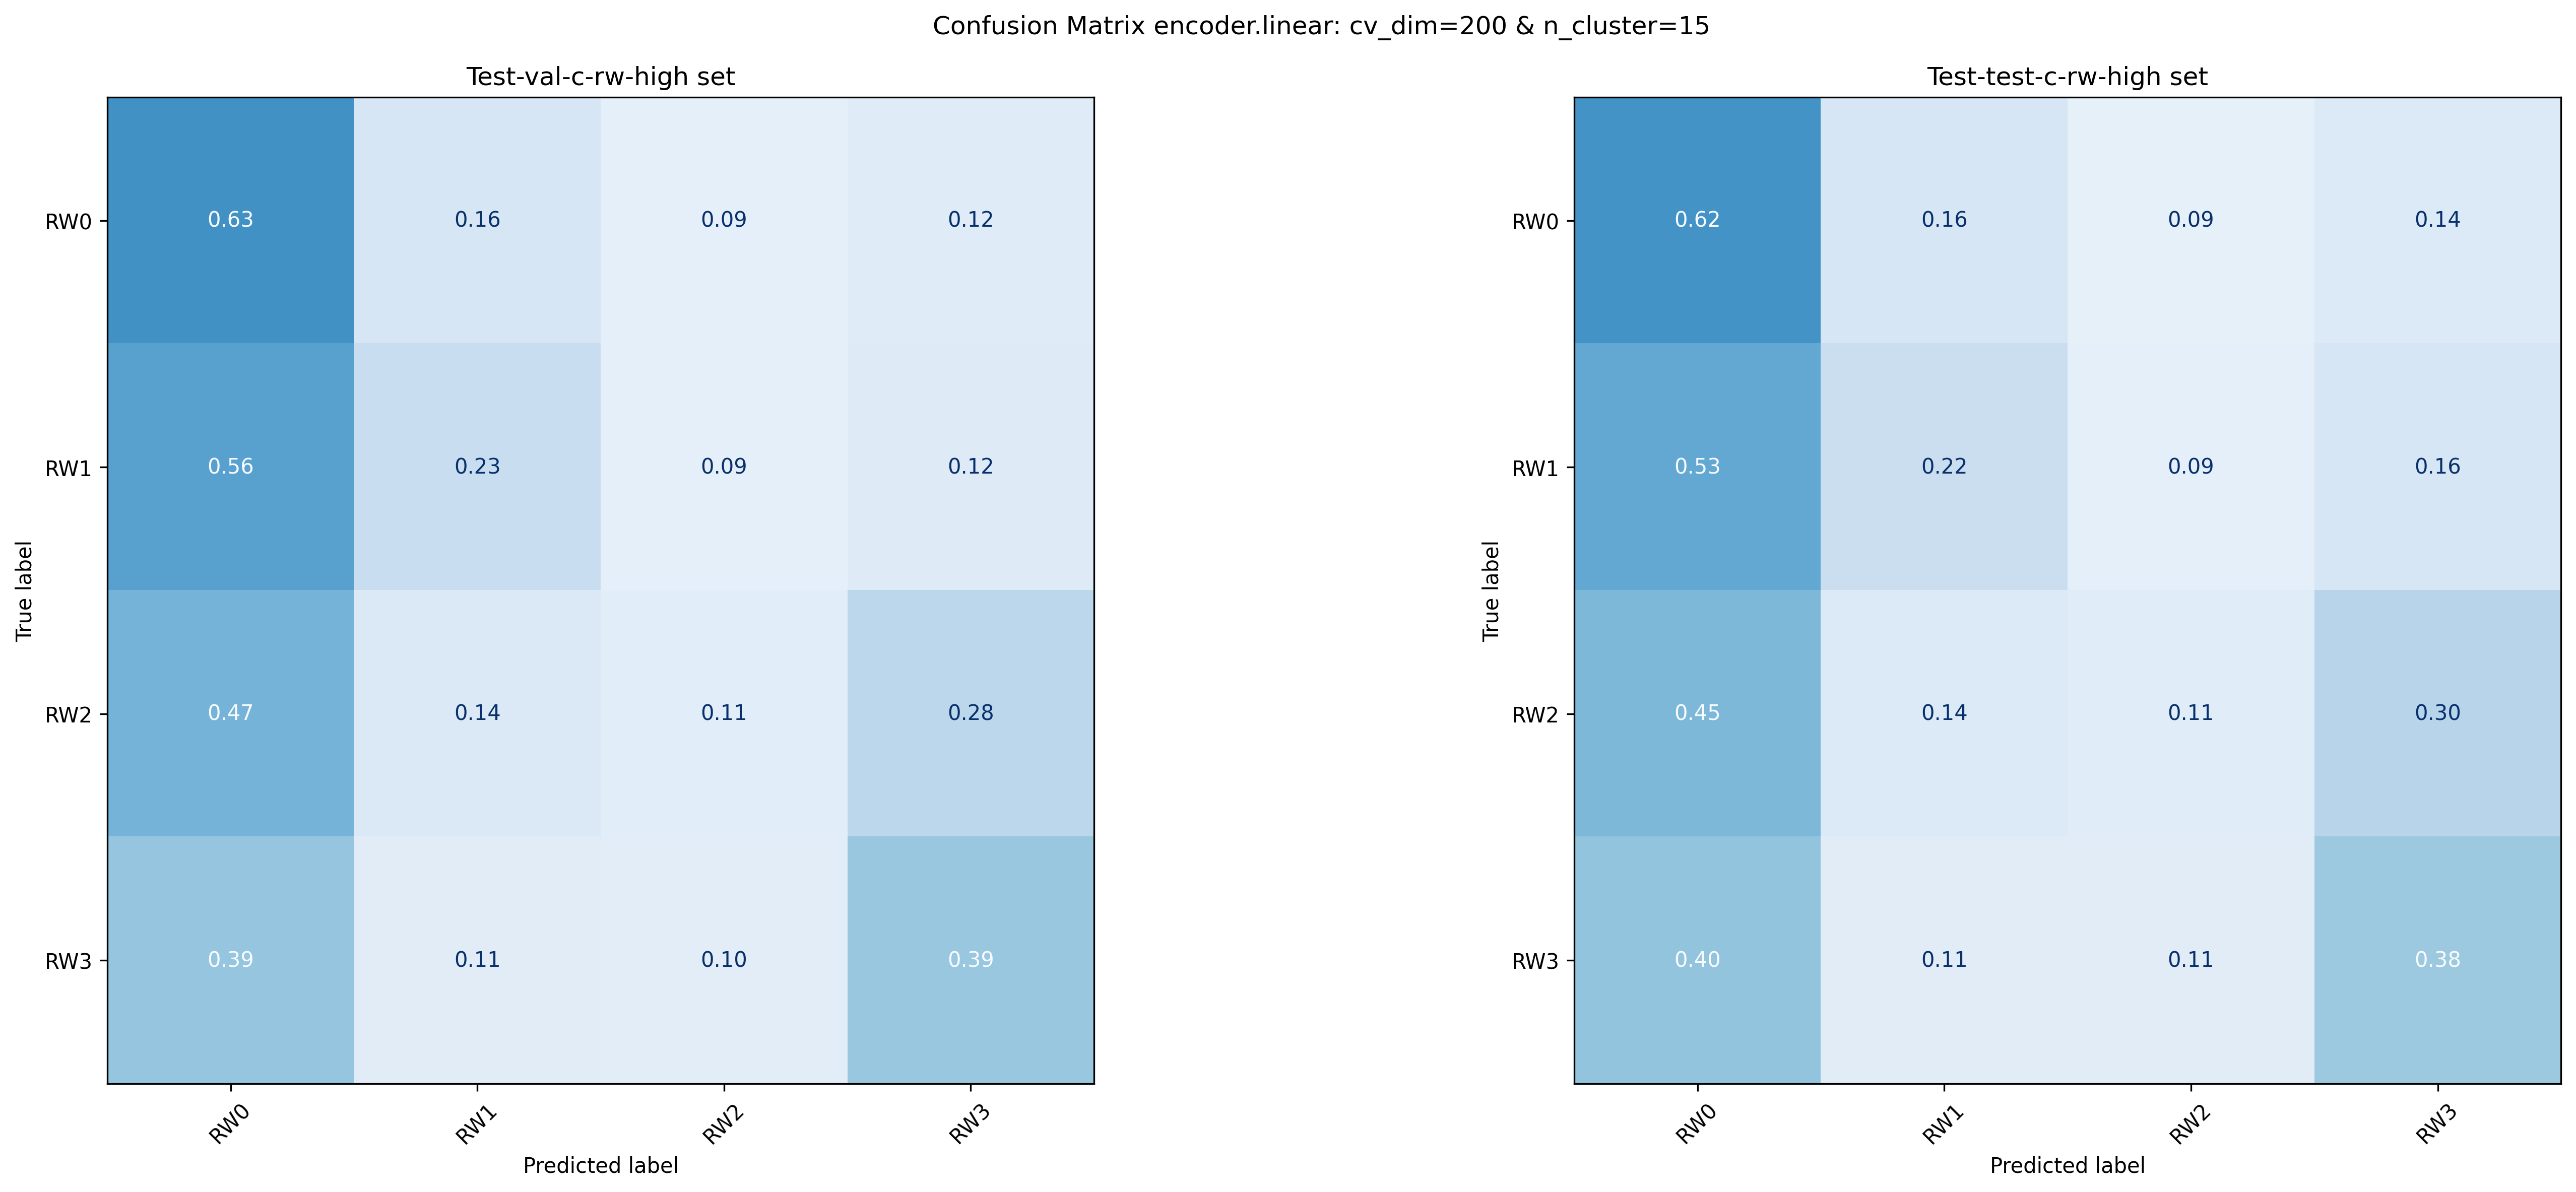 Confusion Matrix encoder.linear: cv_dim=200 & n_cluster=15
Test-val-c-rw-high set
True label
RW0 0.63 0.16 0.09 0.12
RW1 0.56 0.23 0.09 0.12
RW2 0.47 0.14 0.11 0.28
RW3 0.39 0.11 0.10 0.39
RW0 RW1 RW2 RW3
Predicted label
Test-test-c-rw-high set
True label
RW0 0.62 0.16 0.09 0.14
RW1 0.53 0.22 0.09 0.16
RW2 0.45 0.14 0.11 0.30
RW3 0.40 0.11 0.11 0.38
RW0 RW1 RW2 RW3
Predicted label